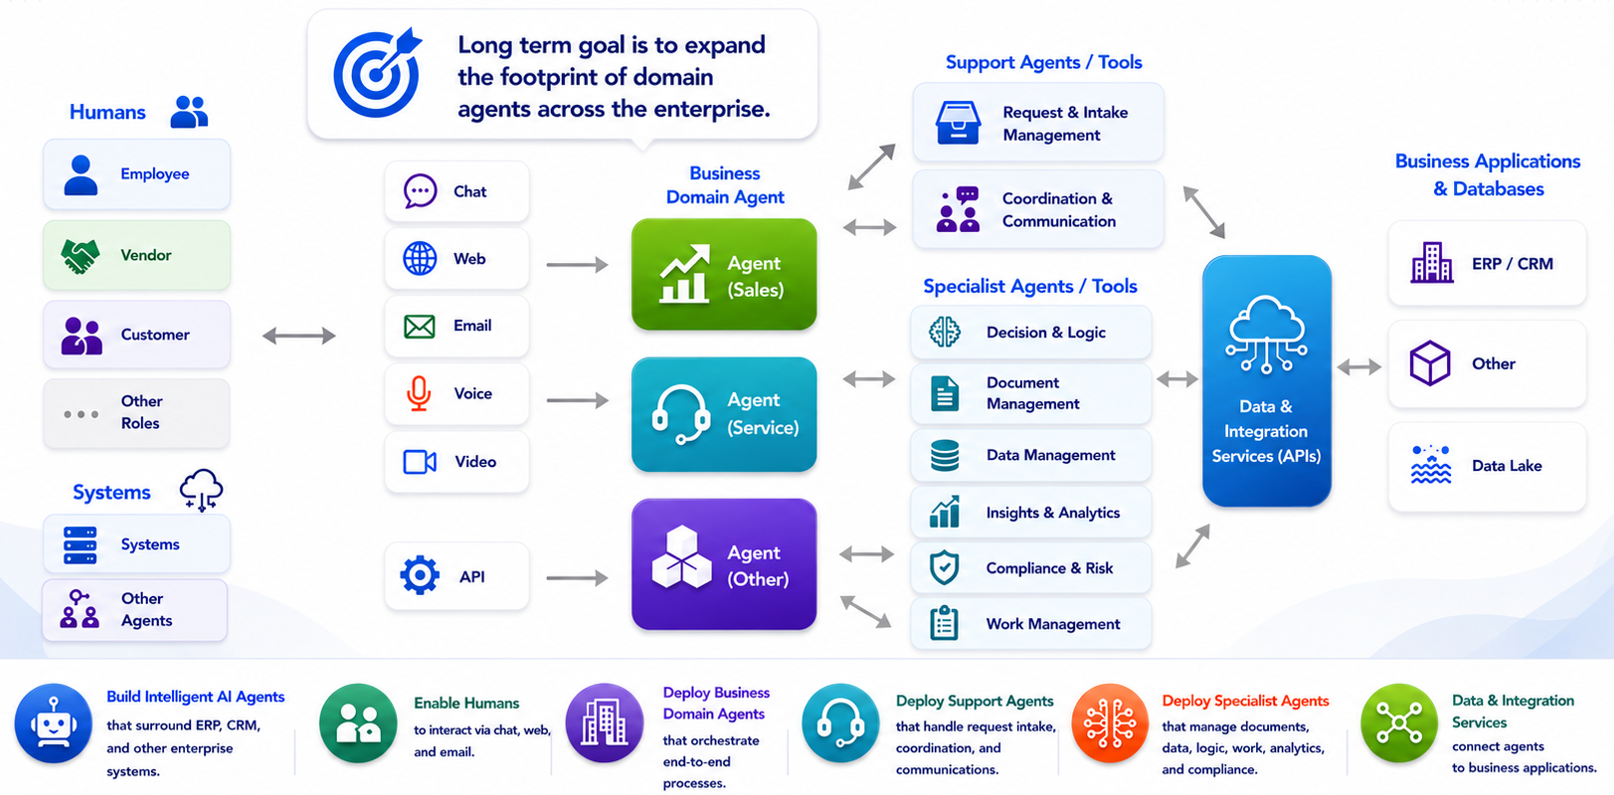 Long term goal is to expand
the footprint of domain
agents across the enterprise.
Humans
Employee
Vendor
Customer
Other
Roles
Systems
Systems
Other
Agents
Chat
Web
Email
Voice
Video
API
Business
Domain Agent
Agent
(Sales)
Agent
(Service)
Agent
(Other)
Support Agents / Tools
Request & Intake
Management
Coordination &
Communication
Specialist Agents / Tools
Decision & Logic
Document
Management
Data Management
Insights & Analytics
Compliance & Risk
Work Management
Data &
Integration
Services (APIs)
Business Applications
& Databases
ERP / CRM
Other
Data Lake
Build Intelligent AI Agents
that surround ERP, CRM,
and other enterprise
systems.
Enable Humans
to interact via chat, web,
and email.
Deploy Business
Domain Agents
that orchestrate
end-to-end
processes.
Deploy Support Agents
that handle request intake,
coordination, and
communications.
Deploy Specialist Agents
that manage documents,
data, logic, work, analytics,
and compliance.
Data & Integration
Services
connect agents
to business applications.